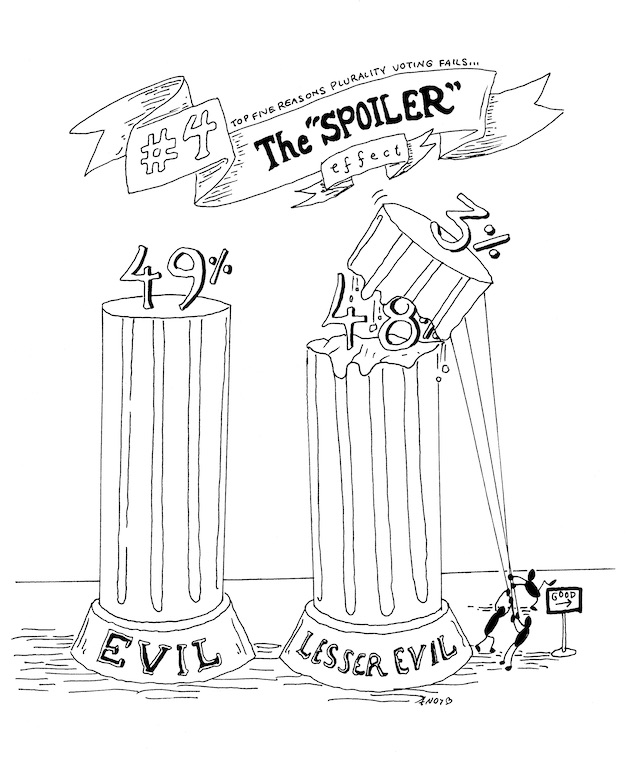 TOP FIVE REASONS PLURALITY VOTING FAILS...
#4
The "SPOILER"
effect
3%
49%
48%
GOOD
EVIL
LESSER EVIL